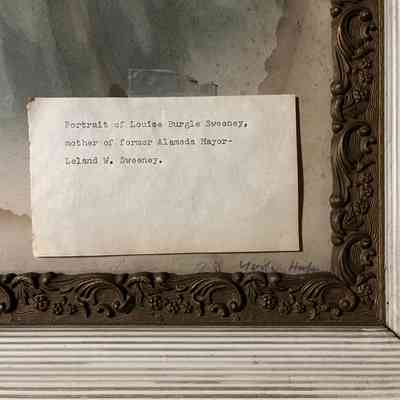 Portrait of Louise Burgle Sweeney,
mother of former Alameda Mayor-
Leland W. Sweeney.